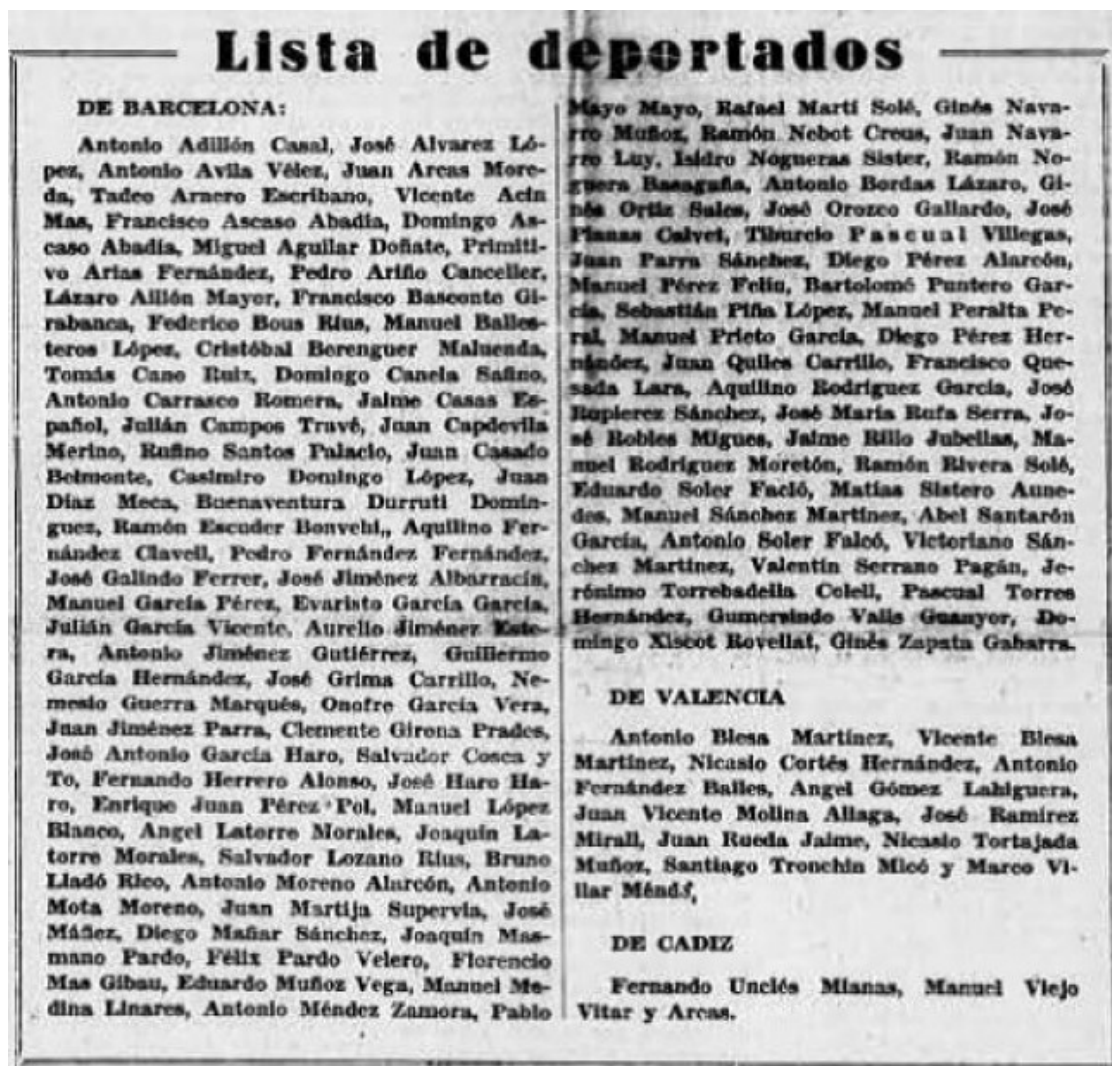 Lista de deportados
DE BARCELONA:
Antonio Adillón Casal, José Alvarez Ló-
pez, Antonio Avila Vélez, Juan Arcas More-
da, Tadeo Arnero Escribano, Vicente Acín
Mas, Francisco Ascaso Abadía, Domingo As-
caso Abadía, Miguel Aguilar Doñate, Primiti-
vo Arias Fernández, Pedro Ariño Canceller,
Lázaro Aillón Mayor, Francisco Basconte Gi-
rabanca, Federico Bous Rius, Manuel Balles-
teros López, Cristóbal Berenguer Maluenda,
Tomás Cano Ruiz, Domingo Canela Safino,
Antonio Carrasco Romera, Jaime Casas Es-
pañol, Julián Campos Travé, Juan Capdevila
Merino, Rufino Santos Palacio, Juan Casado
Belmonte, Casimiro Domingo López, Juan
Díaz Meca, Buenaventura Durruti Domín-
guez, Ramón Escuder Bonvehi,, Aquilino Fer-
nández Clavell, Pedro Fernández Fernández,
José Galindo Ferrer, José Jiménez Albarracín,
Manuel García Pérez, Evaristo García García,
Julián García Vicente, Aurelio Jiménez Este-
ra, Antonio Jiménez Gutiérrez, Guillermo
García Hernández, José Grima Carrillo, Ne-
mesio Guerra Marqués, Onofre García Vera,
Juan Jiménez Parra, Clemente Girona Prades,
José Antonio García Haro, Salvador Cosca y
To, Fernando Herrero Alonso, José Haro Ha-
ro, Enrique Juan Pérez Pol, Manuel López
Blanco, Angel Latorre Morales, Joaquín La-
torre Morales, Salvador Lozano Rius, Bruno
Lladó Rico, Antonio Moreno Alarcón, Antonio
Mota Moreno, Juan Martija Supervía, José
Máñez, Diego Mañar Sánchez, Joaquín Mas-
mano Pardo, Félix Pardo Velero, Florencio
Mas Gibau, Eduardo Muñoz Vega, Manuel Me-
dina Linares, Antonio Méndez Zamora, Pablo
Mayo Mayo, Rafael Martí Solé, Ginés Nava-
rro Muñoz, Ramón Nebot Creus, Juan Nava-
rro Luy, Isidro Nogueras Sister, Ramón No-
guera Basagaña, Antonio Bordas Lázaro, Gi-
nés Ortiz Sales, José Orozco Gallardo, José
Planas Calvet, Tiburcio Pascual Villegas,
Juan Parra Sánchez, Diego Pérez Alarcón,
Manuel Pérez Feliu, Bartolomé Puntero Gar-
cía, Sebastián Piña López, Manuel Peralta Pe-
ral, Manuel Prieto García, Diego Pérez Her-
nández, Juan Quiles Carrillo, Francisco Que-
sada Lara, Aquilino Rodríguez García, José
Rupierez Sánchez, José María Rufa Serra, Jo-
sé Robles Migues, Jaime Rillo Jubellas, Ma-
nuel Rodríguez Moretón, Ramón Rivera Solé,
Eduardo Soler Fació, Matías Sistero Aune-
des, Manuel Sánchez Martínez, Abel Santarón
García, Antonio Soler Falcó, Victoriano Sán-
chez Martínez, Valentín Serrano Pagán, Je-
rónimo Torrebadella Colell, Pascual Torres
Hernández, Gumersindo Valls Guanyor, Do-
mingo Xiscot Rovellat, Ginés Zapata Gabarra.
DE VALENCIA
Antonio Blesa Martínez, Vicente Blesa
Martínez, Nicasio Cortés Hernández, Antonio
Fernández Bailes, Angel Gómez Lahiguera,
Juan Vicente Molina Aliaga, José Ramírez
Mirall, Juan Rueda Jaime, Nicasio Tortajada
Muñoz, Santiago Tronchin Micó y Marco Vi-
llar
DE CADIZ
Fernando Unclés Mianas, Manuel Viejo
Vitar y Arcas.